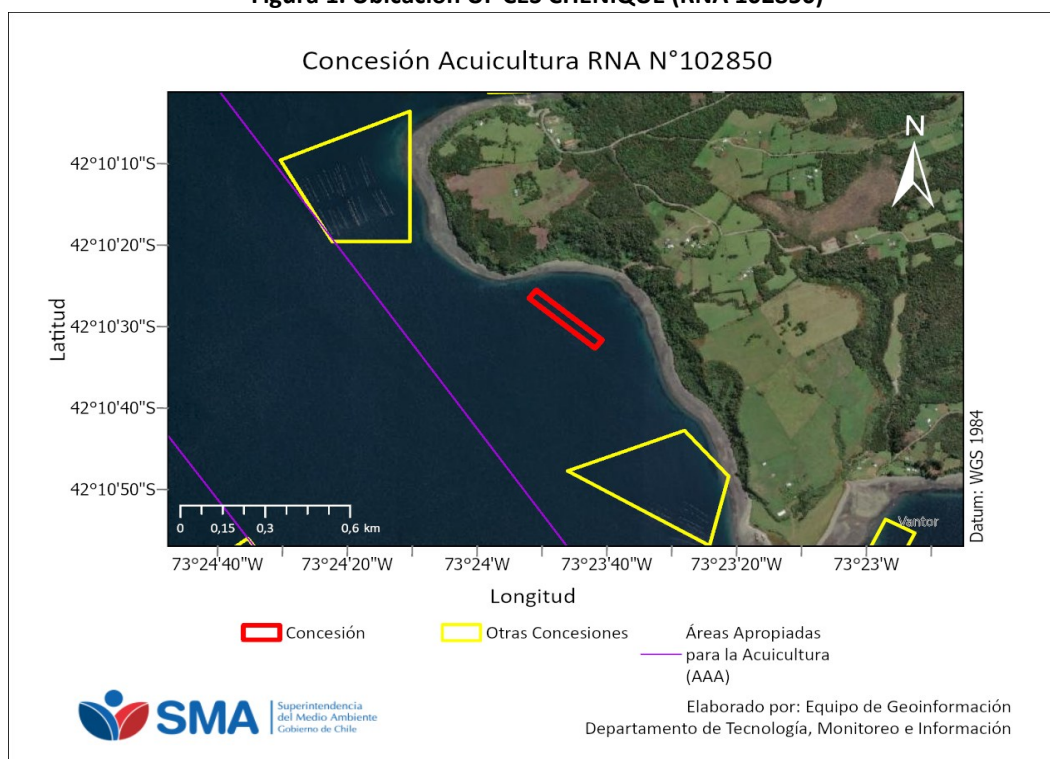 Figura 1. Ubicación UF CES CHENIQUE (RNA 102850)
Concesión Acuicultura RNA N°102850
N
42°10'10"S
42°10'20"S
42°10'30"S
42°10'40"S
42°10'50"S
Latitud
Datum: WGS 1984
Vantor
0 0,15 0,3 0,6 km
73°24'40"W 73°24'20"W 73°24'W 73°23'40"W 73°23'20"W 73°23'W
Longitud
Concesión
Otras Concesiones
Áreas Apropiadas
para la Acuicultura
(AAA)
SMA
Superintendencia
del Medio Ambiente
Gobierno de Chile
Elaborado por: Equipo de Geoinformación
Departamento de Tecnología, Monitoreo e Información